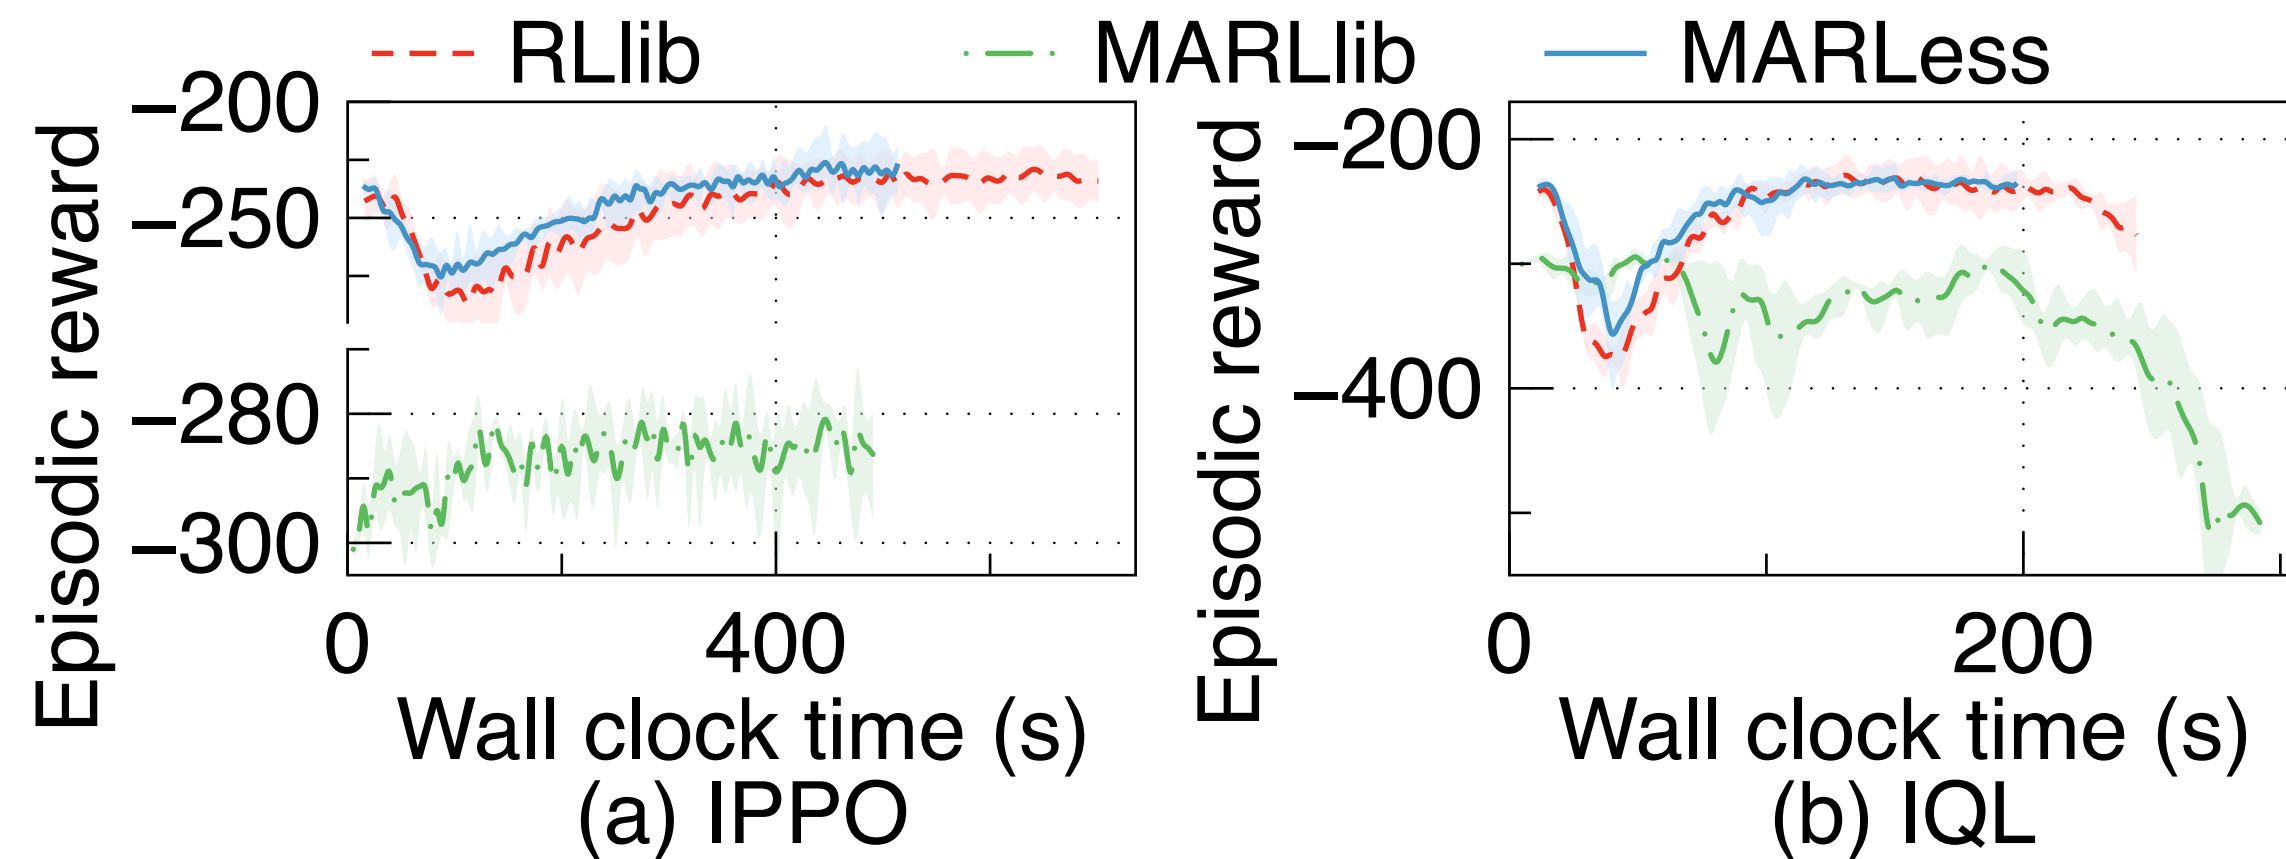 RLlib MARLlib MARLess
Episodic reward
−200
−250
−280
−300
0 400
Wall clock time (s)
(a) IPPO
Episodic reward
−200
−400
0 200
Wall clock time (s)
(b) IQL